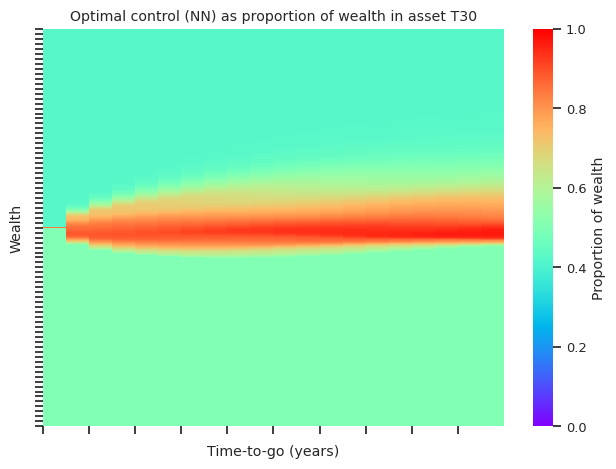 Optimal control (NN) as proportion of wealth in asset T30
Wealth
Time-to-go (years)
1.0
0.8
0.6
0.4
0.2
0.0
Proportion of wealth